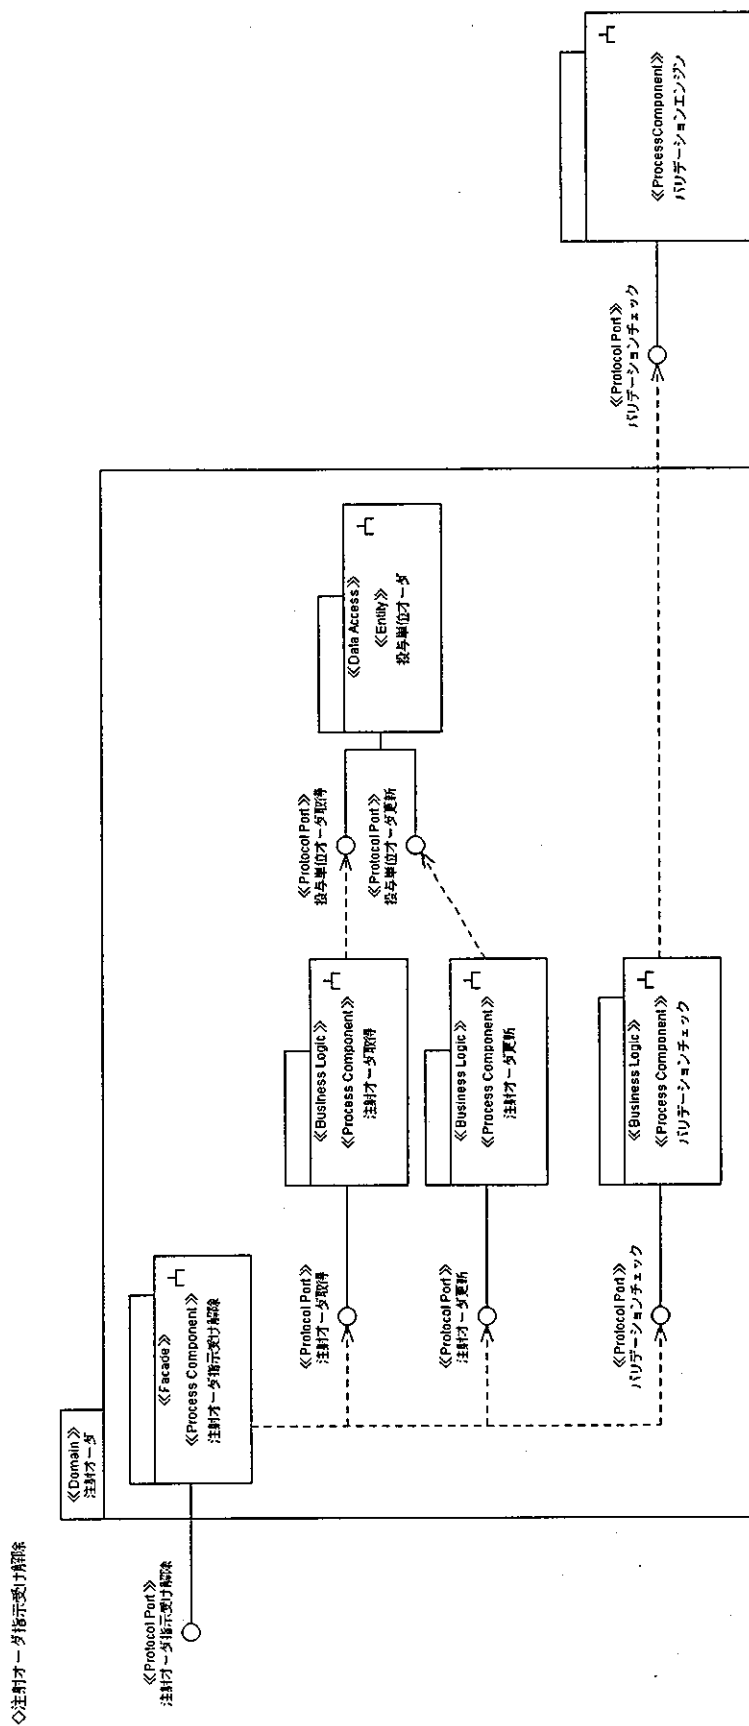 ◇注射オーダ指示受け解除
≪Protocol Port≫
注射オーダ指示受け解除
≪Domain≫
注射オーダ
≪Facade≫
≪Process Component≫
注射オーダ指示受け解除
≪Protocol Port≫
注射オーダ取得
≪Business Logic≫
≪Process Component≫
注射オーダ取得
≪Protocol Port≫
投与単位オーダ取得
≪Protocol Port≫
投与単位オーダ更新
≪Data Access≫
≪Entity≫
投与単位オーダ
≪Protocol Port≫
注射オーダ更新
≪Business Logic≫
≪Process Component≫
注射オーダ更新
≪Protocol Port≫
バリデーションチェック
≪Business Logic≫
≪Process Component≫
バリデーションチェック
≪Protocol Port≫
バリデーションチェック
≪ProcessComponent≫
バリデーションエンジン